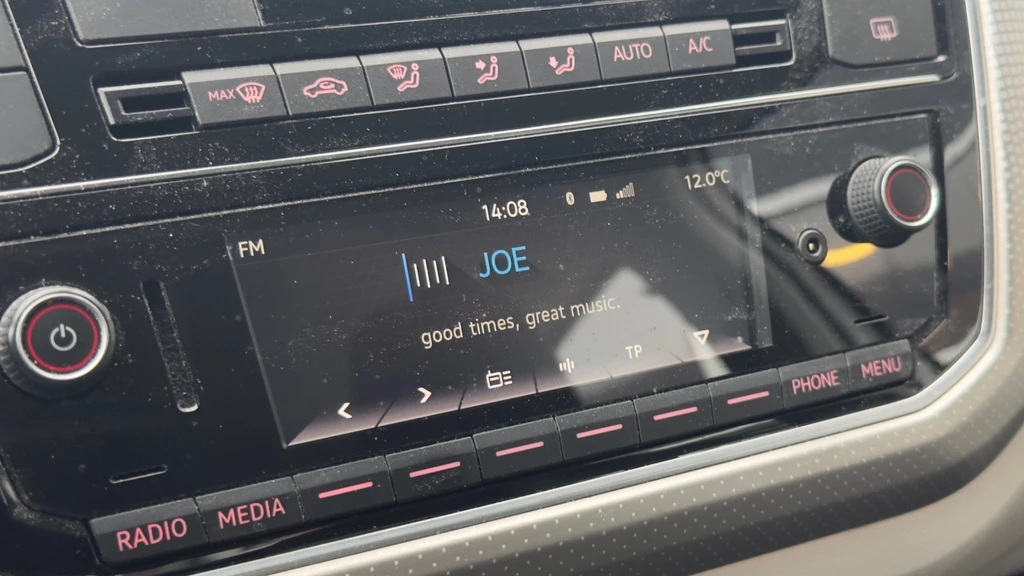 MAX
AUTO
A/C
14:08
12.0°C
FM
JOE
good times, great music.
TP
RADIO
MEDIA
PHONE
MENU